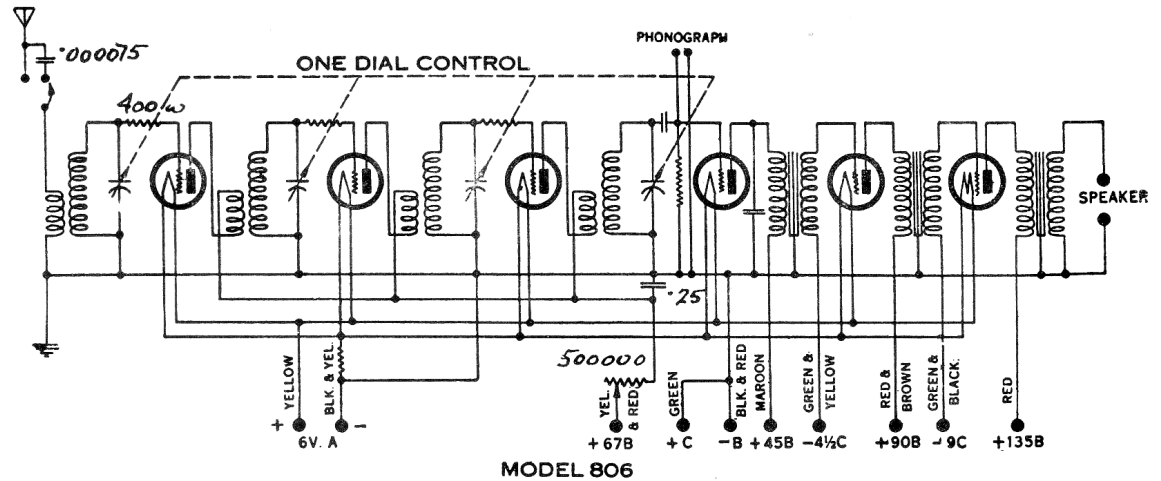 .000075
ONE DIAL CONTROL
PHONOGRAPH
400 ω
SPEAKER
.25
500000
YELLOW
BLK. & YEL.
YEL. & RED
GREEN
BLK. & RED
MAROON
GREEN & YELLOW
RED & BROWN
GREEN & BLACK.
RED
+ 6V. A -
+67B
+C
-B
+45B
-4½C
+90B
-9C
+135B
MODEL 806